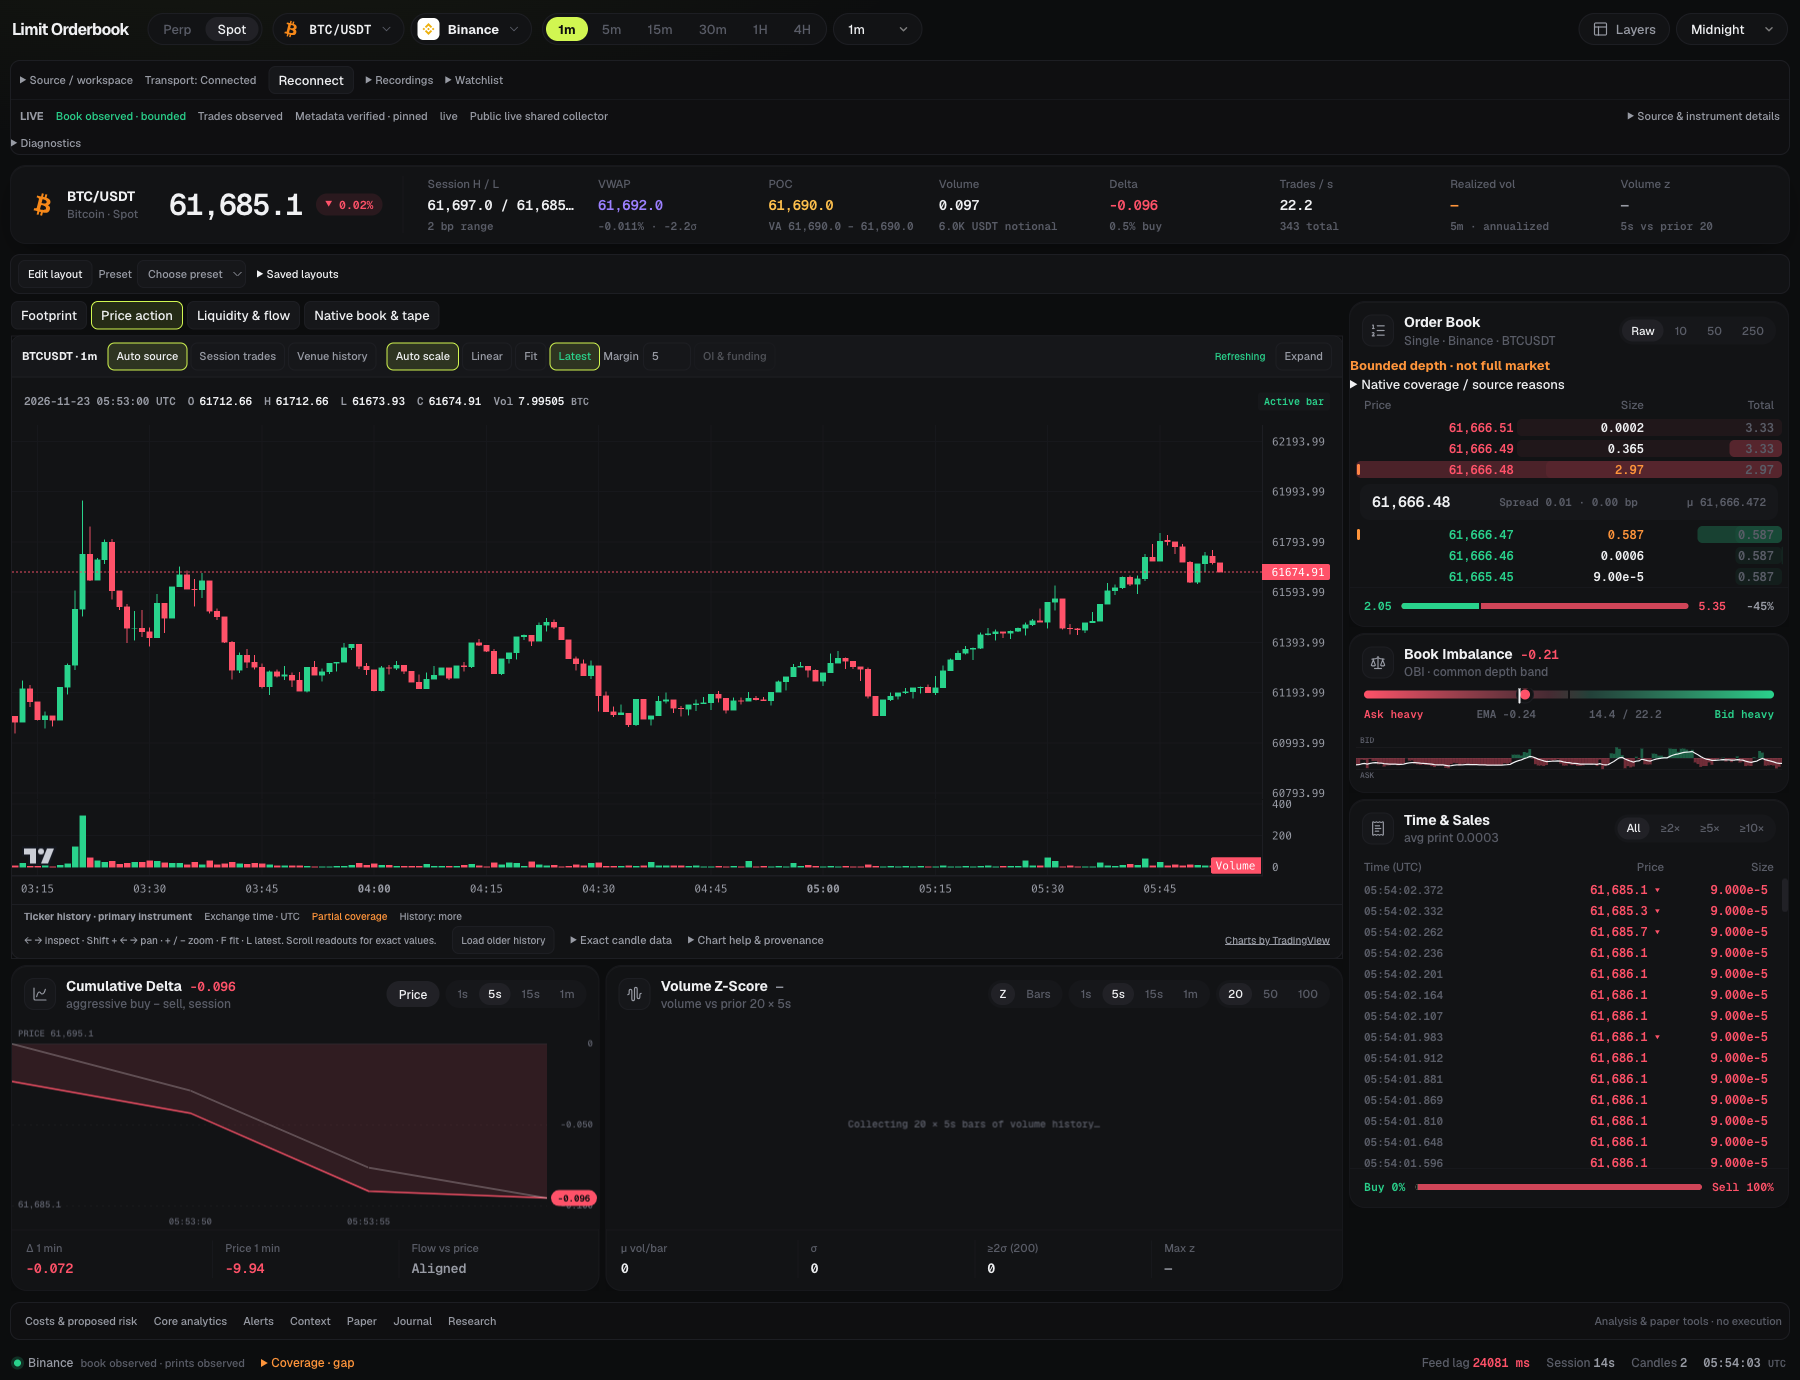 Limit Orderbook Perp Spot BTC/USDT Binance 1m 5m 15m 30m 1H 4H 1m Layers Midnight
Source / workspace Transport: Connected Reconnect Recordings Watchlist
LIVE Book observed · bounded Trades observed Metadata verified · pinned live Public live shared collector Source & instrument details
Diagnostics
BTC/USDT
Bitcoin · Spot
61,685.1 ▼ 0.02%
Session H / L VWAP POC Volume Delta Trades / s Realized vol Volume z
61,697.0 / 61,685… 61,692.0 61,690.0 0.097 -0.096 22.2 – –
2 bp range -0.011% · -2.2σ VA 61,690.0 – 61,690.0 6.0K USDT notional 0.5% buy 343 total 5m · annualized 5s vs prior 20
Edit layout Preset Choose preset Saved layouts
Footprint Price action Liquidity & flow Native book & tape
BTCUSDT · 1m Auto source Session trades Venue history Auto scale Linear Fit Latest Margin 5 OI & funding Refreshing Expand
2026-11-23 05:53:00 UTC O 61712.66 H 61712.66 L 61673.93 C 61674.91 Vol 7.99505 BTC Active bar
62193.99
61993.99
61793.99
61674.91
61593.99
61393.99
61193.99
60993.99
60793.99
400
200
0
Volume
03:15 03:30 03:45 04:00 04:15 04:30 04:45 05:00 05:15 05:30 05:45
Ticker history · primary instrument Exchange time · UTC Partial coverage History: more
← → inspect · Shift + ← → pan · + / − zoom · F fit · L latest. Scroll readouts for exact values. Load older history Exact candle data Chart help & provenance Charts by TradingView
Order Book
Single · Binance · BTCUSDT
Raw 10 50 250
Bounded depth · not full market
Native coverage / source reasons
Price Size Total
61,666.51 0.0002 3.33
61,666.49 0.365 3.33
61,666.48 2.97 2.97
61,666.48 Spread 0.01 · 0.00 bp μ 61,666.472
61,666.47 0.587 0.587
61,666.46 0.0006 0.587
61,665.45 9.00e-5 0.587
2.05 5.35 -45%
Book Imbalance -0.21
OBI · common depth band
Ask heavy EMA -0.24 14.4 / 22.2 Bid heavy
BID
ASK
Time & Sales
avg print 0.0003
All ≥2× ≥5× ≥10×
Time (UTC) Price Size
05:54:02.372 61,685.1 ▼ 9.000e-5
05:54:02.332 61,685.3 ▼ 9.000e-5
05:54:02.262 61,685.7 ▼ 9.000e-5
05:54:02.236 61,686.1 9.000e-5
05:54:02.201 61,686.1 9.000e-5
05:54:02.164 61,686.1 9.000e-5
05:54:02.107 61,686.1 9.000e-5
05:54:01.983 61,686.1 ▼ 9.000e-5
05:54:01.912 61,686.1 9.000e-5
05:54:01.881 61,686.1 9.000e-5
05:54:01.869 61,686.1 9.000e-5
05:54:01.810 61,686.1 9.000e-5
05:54:01.648 61,686.1 9.000e-5
05:54:01.596 61,686.1 9.000e-5
Buy 0% Sell 100%
Cumulative Delta -0.096
aggressive buy − sell, session
Price 1s 5s 15s 1m
PRICE 61,695.1
0
-0.050
-0.096
61,685.1
05:53:50 05:53:55
Δ 1 min Price 1 min Flow vs price
-0.072 -9.94 Aligned
Volume Z-Score –
volume vs prior 20 × 5s
Z Bars 1s 5s 15s 1m 20 50 100
Collecting 20 × 5s bars of volume history…
μ vol/bar σ ≥2σ (200) Max z
0 0 0 –
Costs & proposed risk Core analytics Alerts Context Paper Journal Research Analysis & paper tools · no execution
Binance book observed · prints observed Coverage · gap Feed lag 24081 ms Session 14s Candles 2 05:54:03 UTC